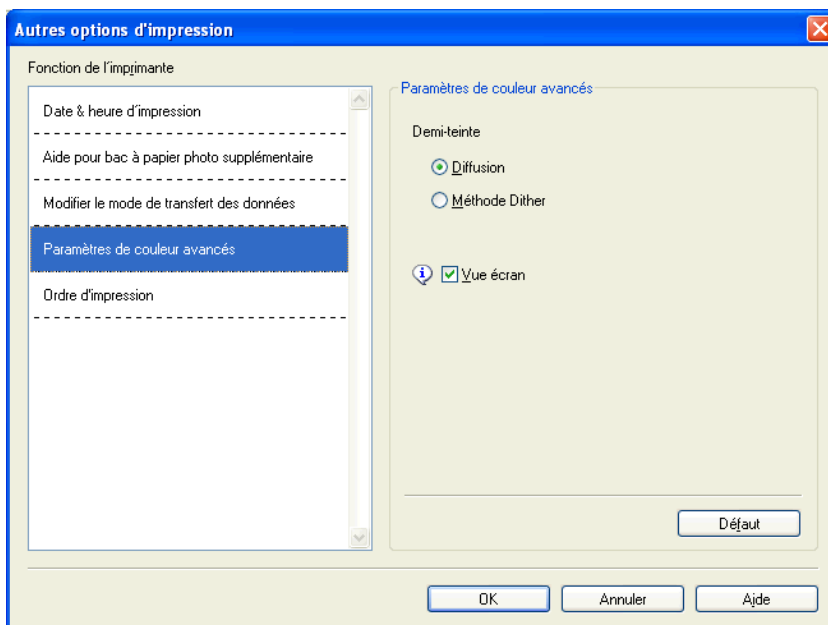 Autres options d'impression
Fonction de l'imprimante
Date & heure d'impression
Aide pour bac à papier photo supplémentaire
Modifier le mode de transfert des données
Paramètres de couleur avancés
Ordre d'impression
Paramètres de couleur avancés
Demi-teinte
Diffusion
Méthode Dither
Vue écran
Défaut
OK
Annuler
Aide